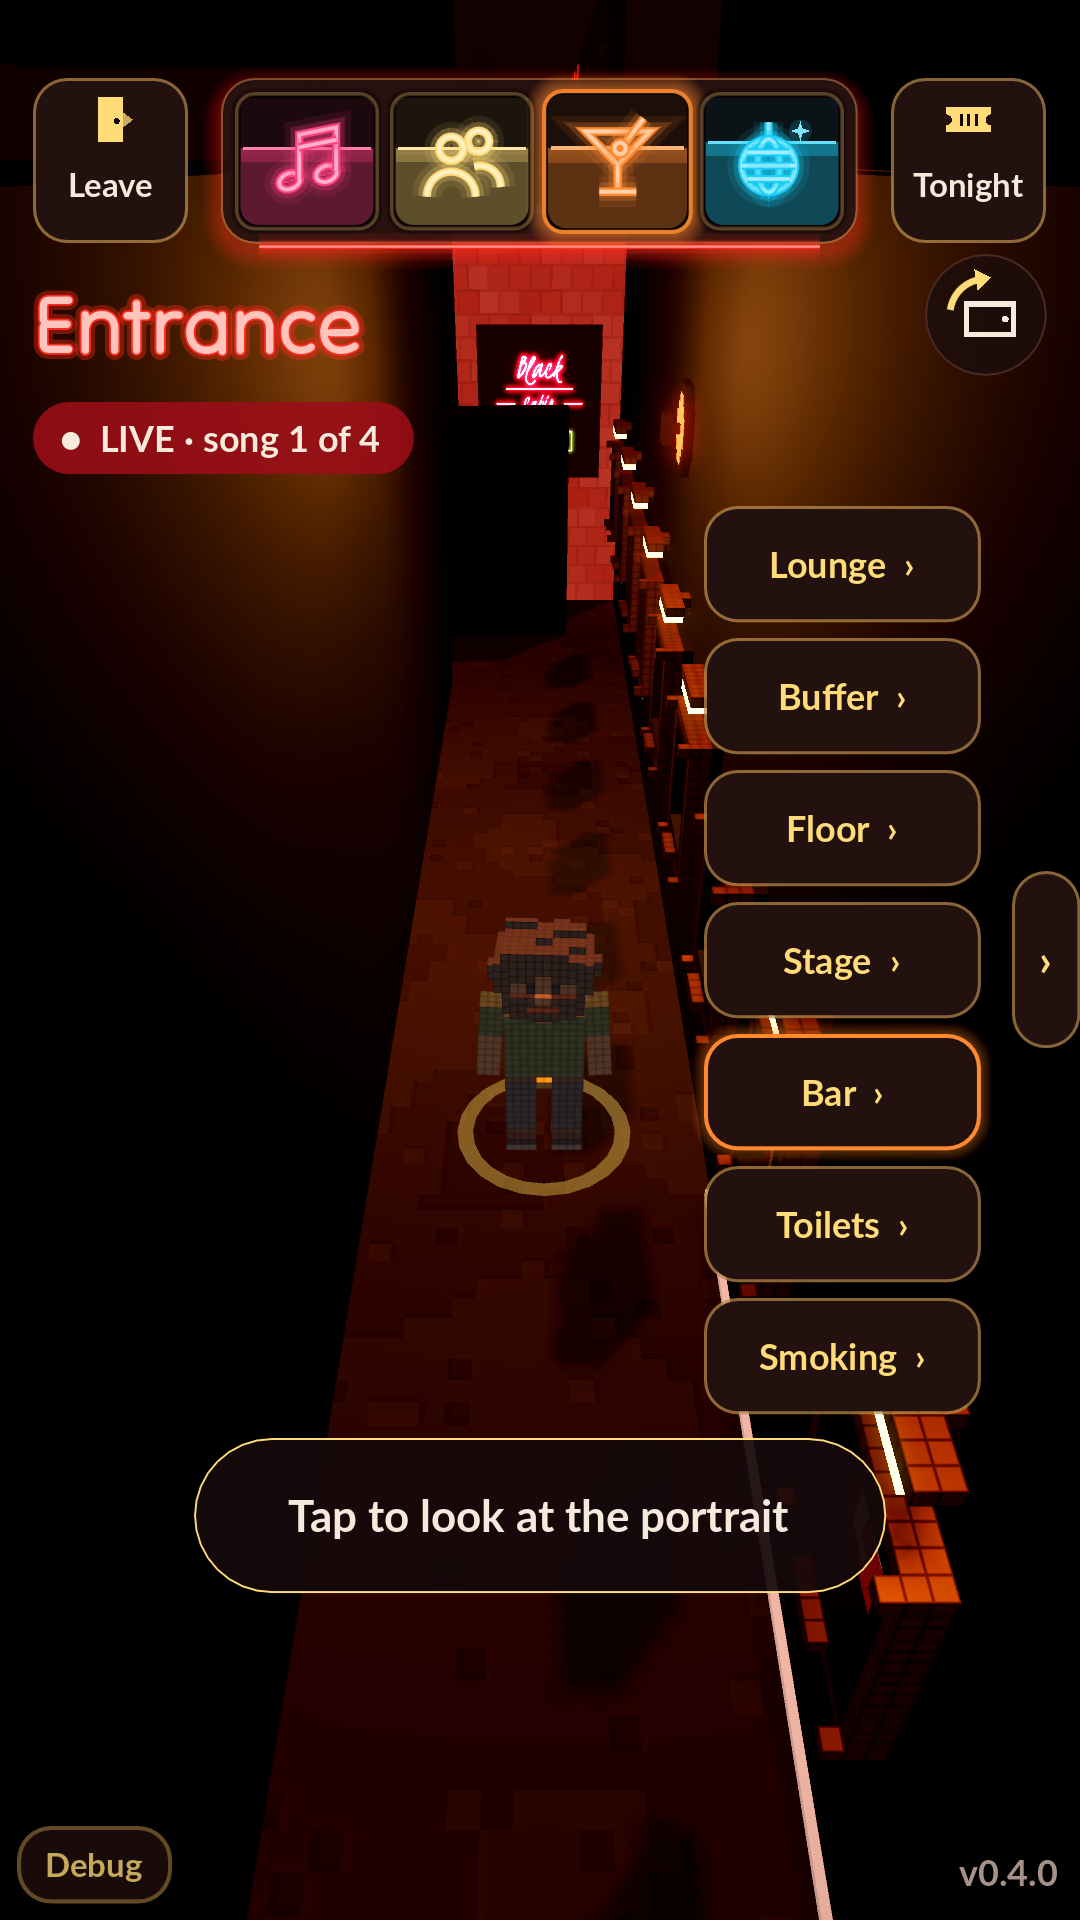 Leave
Tonight
Entrance
LIVE · song 1 of 4
Black
Lounge ›
Buffer ›
Floor ›
Stage ›
Bar ›
Toilets ›
Smoking ›
›
Tap to look at the portrait
Debug
v0.4.0